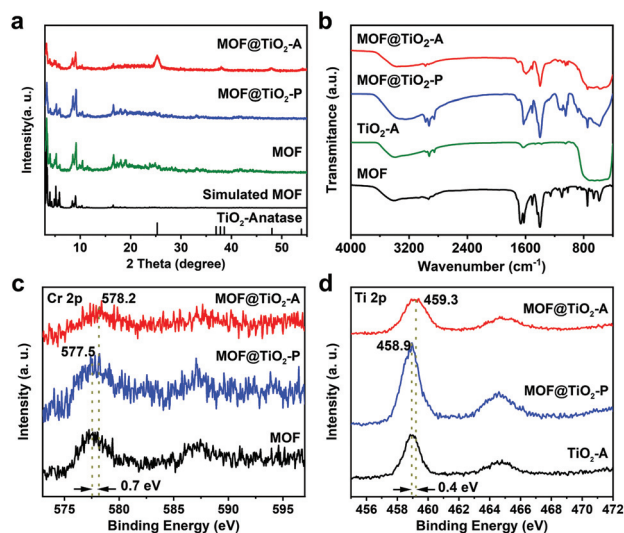 a
MOF@TiO₂-A
MOF@TiO₂-P
MOF
Simulated MOF
TiO₂-Anatase
10 20 30 40 50
2 Theta (degree)
Intensity(a. u.)
b
MOF@TiO₂-A
MOF@TiO₂-P
TiO₂-A
MOF
4000 3200 2400 1600 800
Wavenumber (cm⁻¹)
Transmitance (a.u.)
c
Cr 2p
578.2
MOF@TiO₂-A
577.5
MOF@TiO₂-P
MOF
0.7 eV
575 580 585 590 595
Binding Energy (eV)
Intensity (a. u.)
d
Ti 2p
459.3
MOF@TiO₂-A
458.9
MOF@TiO₂-P
TiO₂-A
0.4 eV
456 458 460 462 464 466 468 470 472
Binding Energy (eV)
Intensity (a. u.)